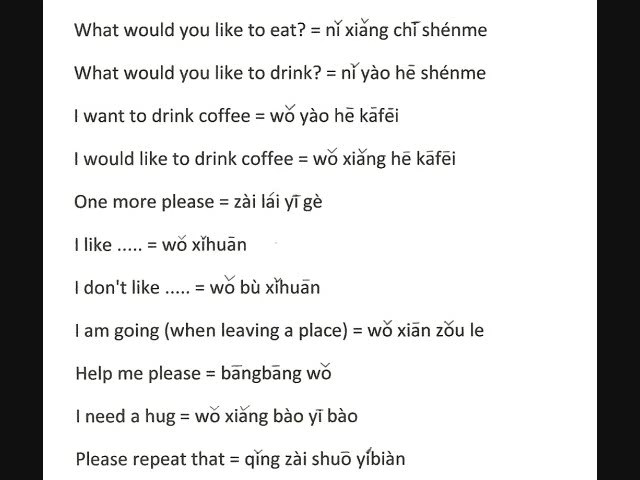 What would you like to eat? = nǐ xiǎng chī shénme
What would you like to drink? = nǐ yào hē shénme
I want to drink coffee = wǒ yào hē kāfēi
I would like to drink coffee = wǒ xiǎng hē kāfēi
One more please = zài lái yī gè
I like ..... = wǒ xǐhuān
I don't like ..... = wǒ bù xǐhuān
I am going (when leaving a place) = wǒ xiān zǒu le
Help me please = bāngbāng wǒ
I need a hug = wǒ xiǎng bào yī bào
Please repeat that = qǐng zài shuō yíbiàn